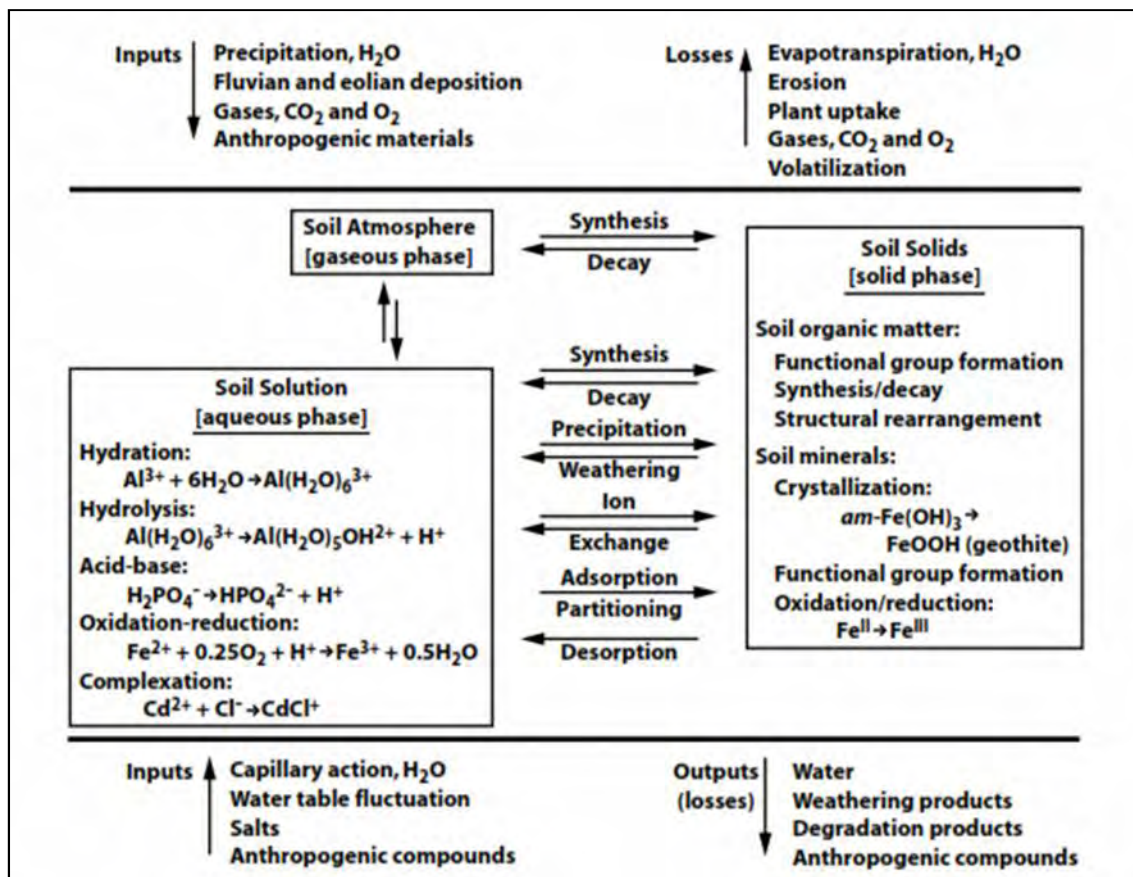 Inputs
Precipitation, H₂O
Fluvian and eolian deposition
Gases, CO₂ and O₂
Anthropogenic materials
Losses
Evapotranspiration, H₂O
Erosion
Plant uptake
Gases, CO₂ and O₂
Volatilization
Soil Atmosphere
[gaseous phase]
Synthesis
Decay
Soil Solids
[solid phase]
Soil organic matter:
Functional group formation
Synthesis/decay
Structural rearrangement
Soil minerals:
Crystallization:
am-Fe(OH)₃ →
FeOOH (geothite)
Functional group formation
Oxidation/reduction:
Feᴵᴵ→Feᴵᴵᴵ
Synthesis
Decay
Precipitation
Weathering
Ion
Exchange
Adsorption
Partitioning
Desorption
Soil Solution
[aqueous phase]
Hydration:
Al³⁺ + 6H₂O →Al(H₂O)₆³⁺
Hydrolysis:
Al(H₂O)₆³⁺→Al(H₂O)₅OH²⁺ + H⁺
Acid-base:
H₂PO₄⁻→HPO₄²⁻ + H⁺
Oxidation-reduction:
Fe²⁺ + 0.25O₂ + H⁺→Fe³⁺ + 0.5H₂O
Complexation:
Cd²⁺ + Cl⁻→CdCl⁺
Inputs
Capillary action, H₂O
Water table fluctuation
Salts
Anthropogenic compounds
Outputs
(losses)
Water
Weathering products
Degradation products
Anthropogenic compounds